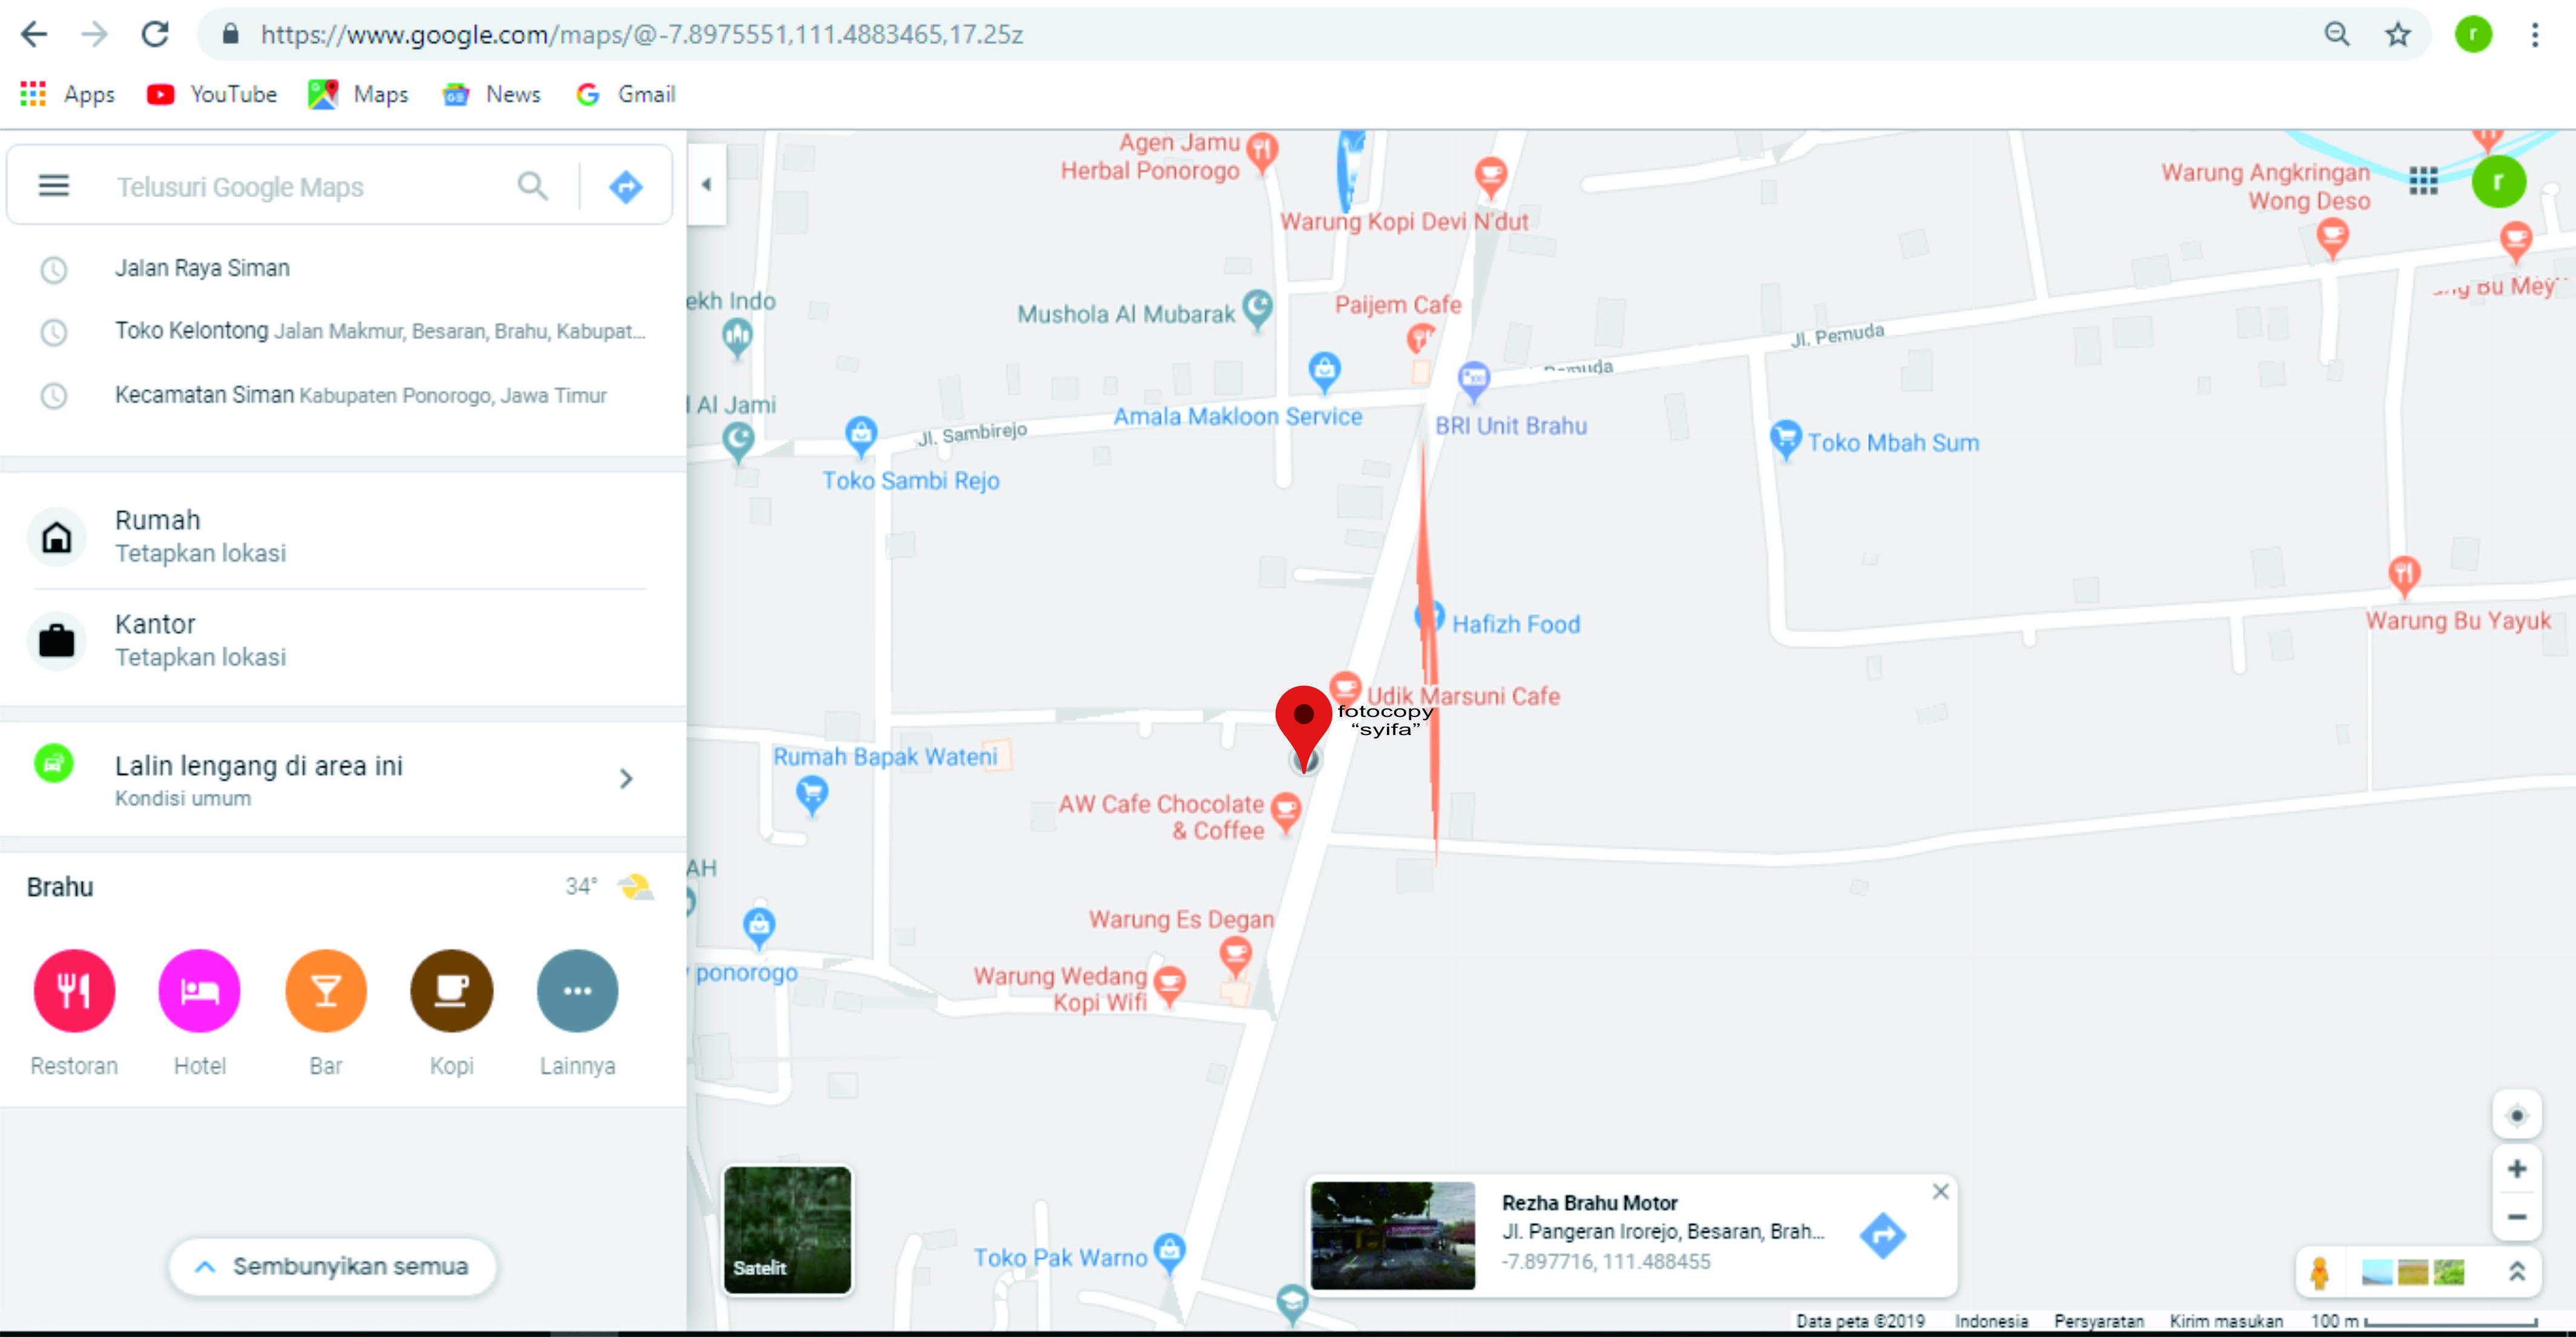 https://www.google.com/maps/@-7.8975551,111.4883465,17.25z
r
Apps
YouTube
Maps
News
Gmail
Telusuri Google Maps
Jalan Raya Siman
Toko Kelontong Jalan Makmur, Besaran, Brahu, Kabupat...
Kecamatan Siman Kabupaten Ponorogo, Jawa Timur
Rumah
Tetapkan lokasi
Kantor
Tetapkan lokasi
Lalin lengang di area ini
Kondisi umum
Brahu
34°
Restoran
Hotel
Bar
Kopi
Lainnya
Sembunyikan semua
Agen Jamu
Herbal Ponorogo
Warung Kopi Devi N'dut
Warung Angkringan
Wong Deso
r
Bu Mey
ekh Indo
Mushola Al Mubarak
Paijem Cafe
Jl. Pemuda
Al Jami
Jl. Sambirejo
Amala Makloon Service
BRI Unit Brahu
Toko Mbah Sum
Toko Sambi Rejo
Hafizh Food
Warung Bu Yayuk
Udik Marsuni Cafe
fotocopy
“syifa”
Rumah Bapak Wateni
AW Cafe Chocolate
& Coffee
AH
Warung Es Degan
ponorogo
Warung Wedang
Kopi Wifi
Satelit
Toko Pak Warno
Rezha Brahu Motor
Jl. Pangeran Irorejo, Besaran, Brah...
-7.897716, 111.488455
Data peta ©2019
Indonesia
Persyaratan
Kirim masukan
100 m